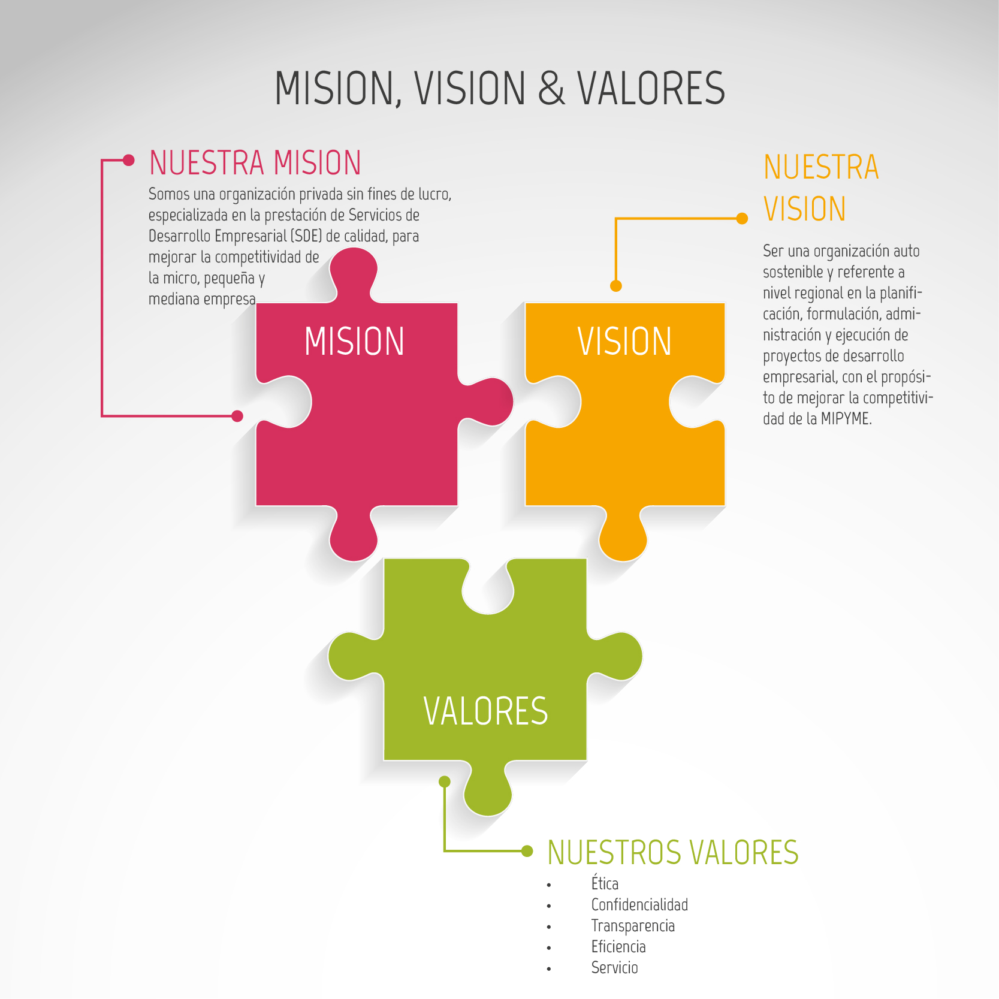 MISION, VISION & VALORES
NUESTRA MISION
Somos una organización privada sin fines de lucro,
especializada en la prestación de Servicios de
Desarrollo Empresarial (SDE) de calidad, para
mejorar la competitividad de
la micro, pequeña y
mediana empresa
NUESTRA
VISION
Ser una organización auto
sostenible y referente a
nivel regional en la planifi-
cación, formulación, admi-
nistración y ejecución de
proyectos de desarrollo
empresarial, con el propósi-
to de mejorar la competitivi-
dad de la MIPYME.
MISION
VISION
VALORES
NUESTROS VALORES
• Ética
• Confidencialidad
• Transparencia
• Eficiencia
• Servicio